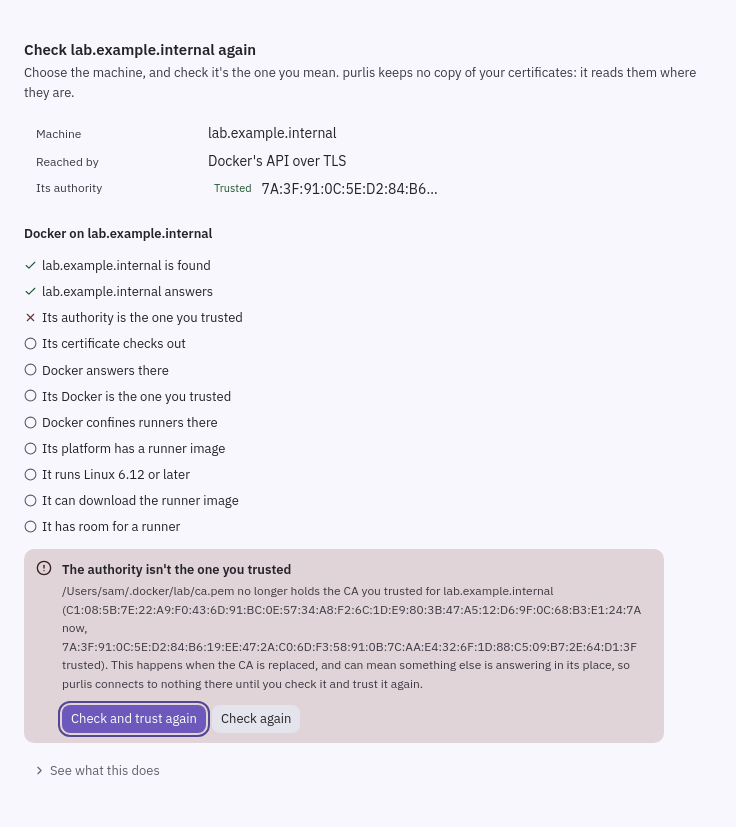 Check lab.example.internal again
Choose the machine, and check it's the one you mean. purlis keeps no copy of your certificates: it reads them where
they are.
Machine lab.example.internal
Reached by Docker's API over TLS
Its authority Trusted 7A:3F:91:0C:5E:D2:84:B6…
Docker on lab.example.internal
lab.example.internal is found
lab.example.internal answers
Its authority is the one you trusted
Its certificate checks out
Docker answers there
Its Docker is the one you trusted
Docker confines runners there
Its platform has a runner image
It runs Linux 6.12 or later
It can download the runner image
It has room for a runner
The authority isn't the one you trusted
/Users/sam/.docker/lab/ca.pem no longer holds the CA you trusted for lab.example.internal
(C1:08:5B:7E:22:A9:F0:43:6D:91:BC:0E:57:34:A8:F2:6C:1D:E9:80:3B:47:A5:12:D6:9F:0C:68:B3:E1:24:7A
now,
7A:3F:91:0C:5E:D2:84:B6:19:EE:47:2A:C0:6D:F3:58:91:0B:7C:AA:E4:32:6F:1D:88:C5:09:B7:2E:64:D1:3F
trusted). This happens when the CA is replaced, and can mean something else is answering in its place, so
purlis connects to nothing there until you check it and trust it again.
Check and trust again Check again
See what this does